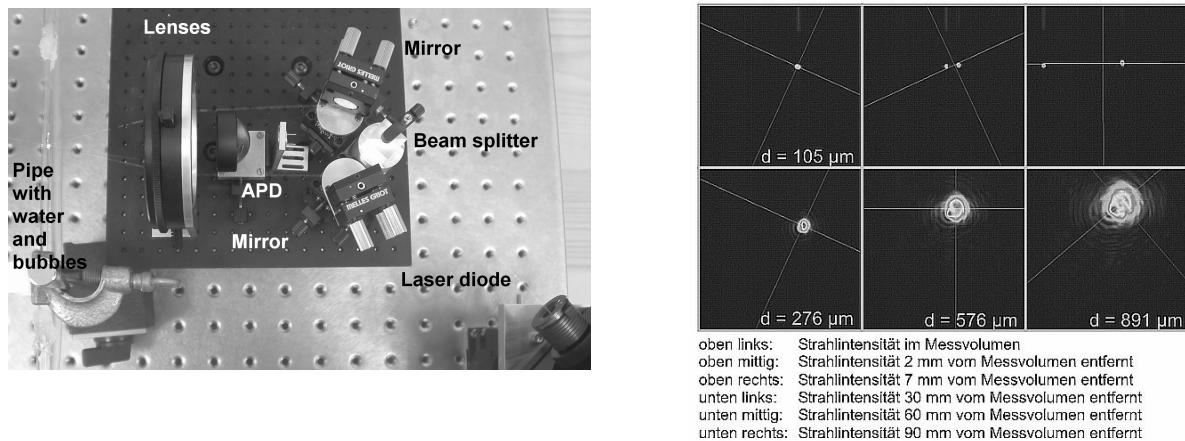 Lenses
Mirror
Beam splitter
APD
Pipe
with
water
and
bubbles
Mirror
Laser diode
MELLES GRIOT
MELLES GRIOT
d = 105 µm
d = 276 µm
d = 576 µm
d = 891 µm
oben links: Strahlintensität im Messvolumen
oben mittig: Strahlintensität 2 mm vom Messvolumen entfernt
oben rechts: Strahlintensität 7 mm vom Messvolumen entfernt
unten links: Strahlintensität 30 mm vom Messvolumen entfernt
unten mittig: Strahlintensität 60 mm vom Messvolumen entfernt
unten rechts: Strahlintensität 90 mm vom Messvolumen entfernt